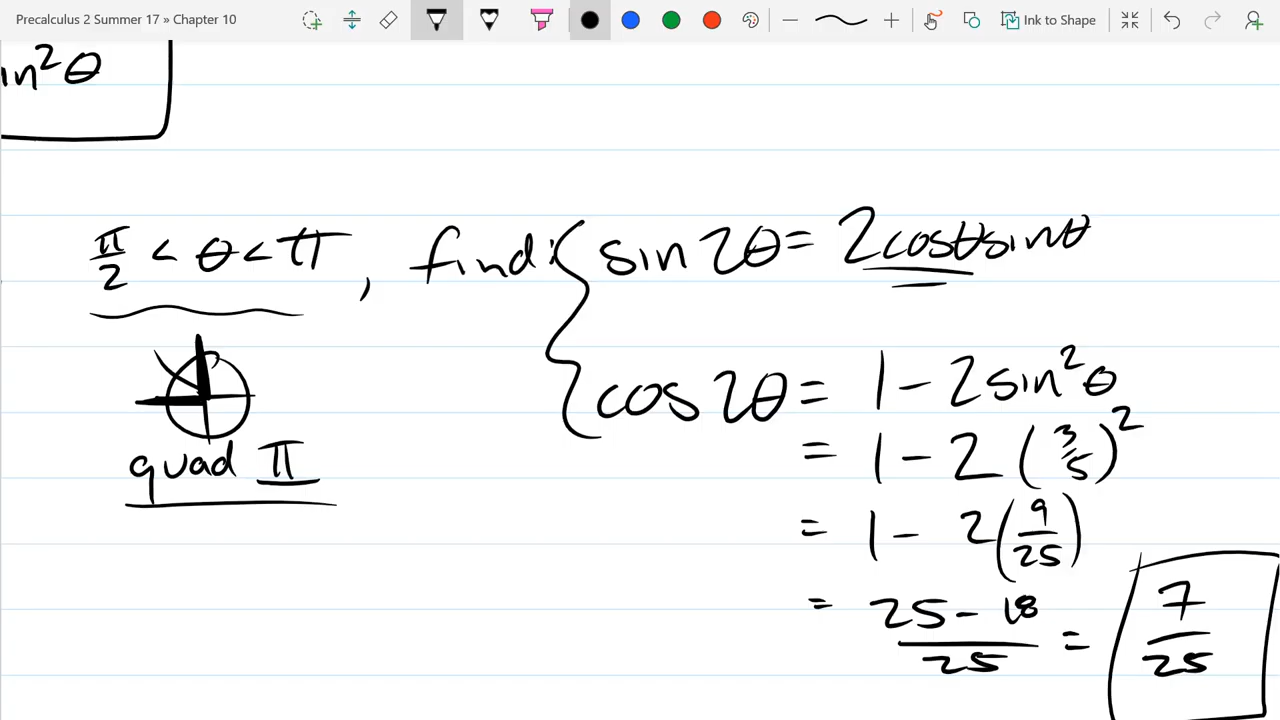 Precalculus 2 Summer 17 » Chapter 10
Ink to Shape
in²θ
π/2 < θ < π, find: sin 2θ = 2cosθsinθ
cos 2θ = 1 - 2sin²θ
= 1 - 2(3/5)²
= 1 - 2(9/25)
= 25 - 18/25 = 7/25
quad II